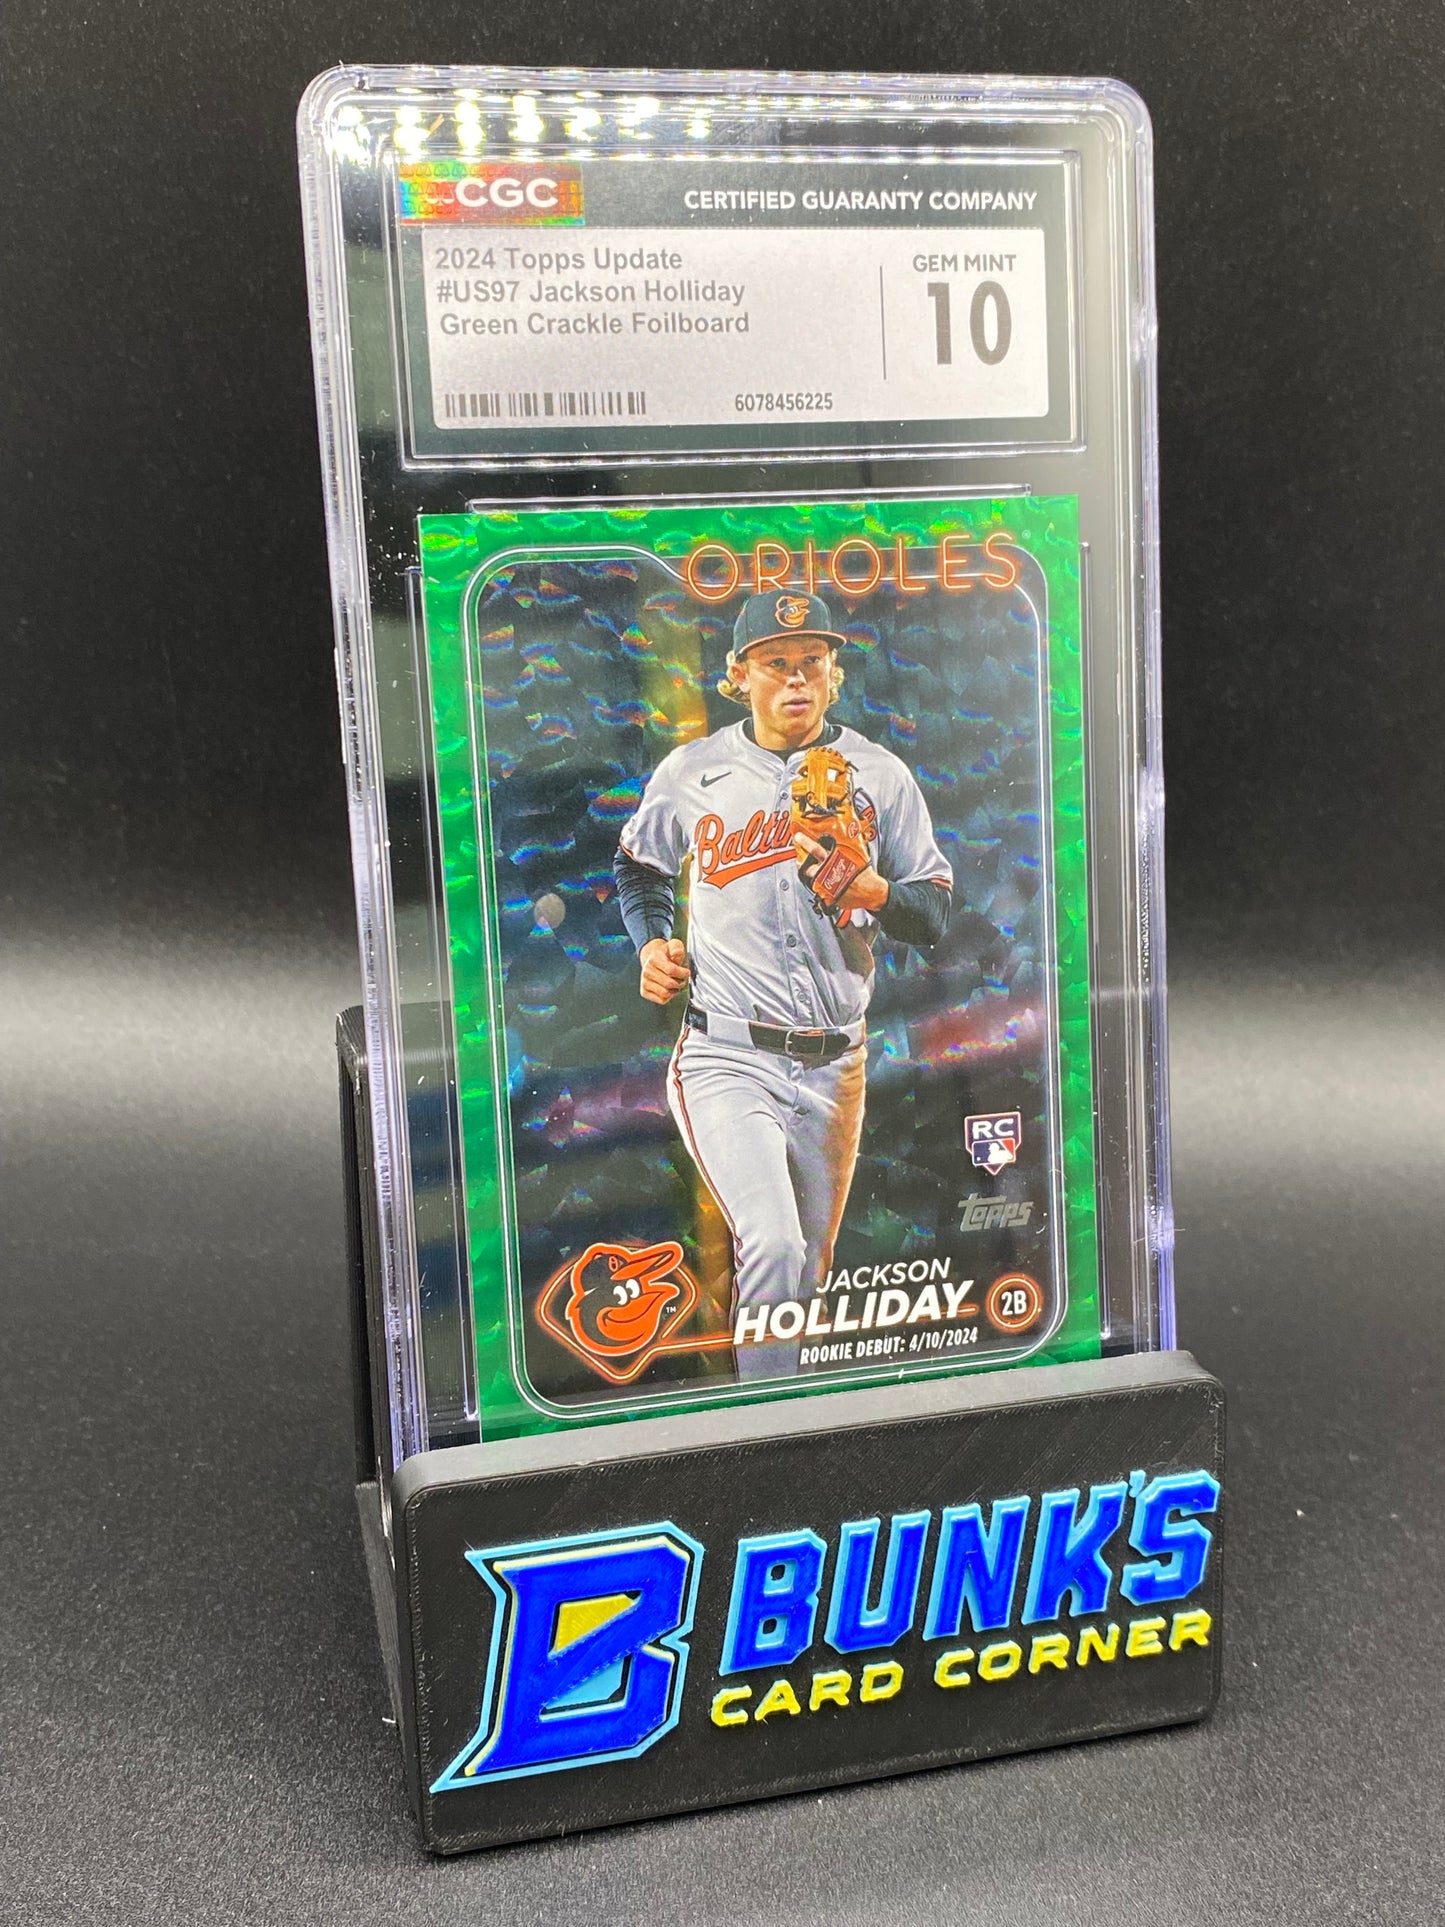 CGC
CERTIFIED GUARANTY COMPANY
2024 Topps Update
#US97 Jackson Holliday
Green Crackle Foilboard
GEM MINT
10
6078456225
ORIOLES
Baltim
RC
Topps
JACKSON
HOLLIDAY
2B
ROOKIE DEBUT: 4/10/2024
B BUNK'S
CARD CORNER